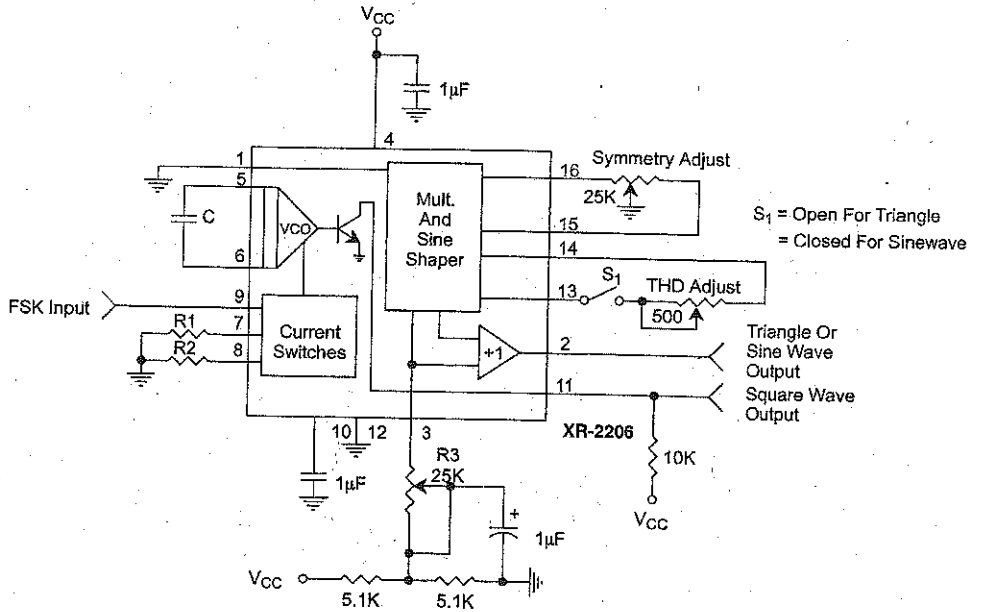 VCC
1µF
4
1
16
Symmetry Adjust
25K
5
C
VCO
6
Mult.
And
Sine
Shaper
15
14
S1 = Open For Triangle
= Closed For Sinewave
13
S1
THD Adjust
500
FSK Input
9
R1
7
R2
8
Current
Switches
+1
2
Triangle Or
Sine Wave
Output
11
Square Wave
Output
10
12
3
XR-2206
1µF
R3
25K
10K
VCC
+
1µF
VCC
5.1K
5.1K